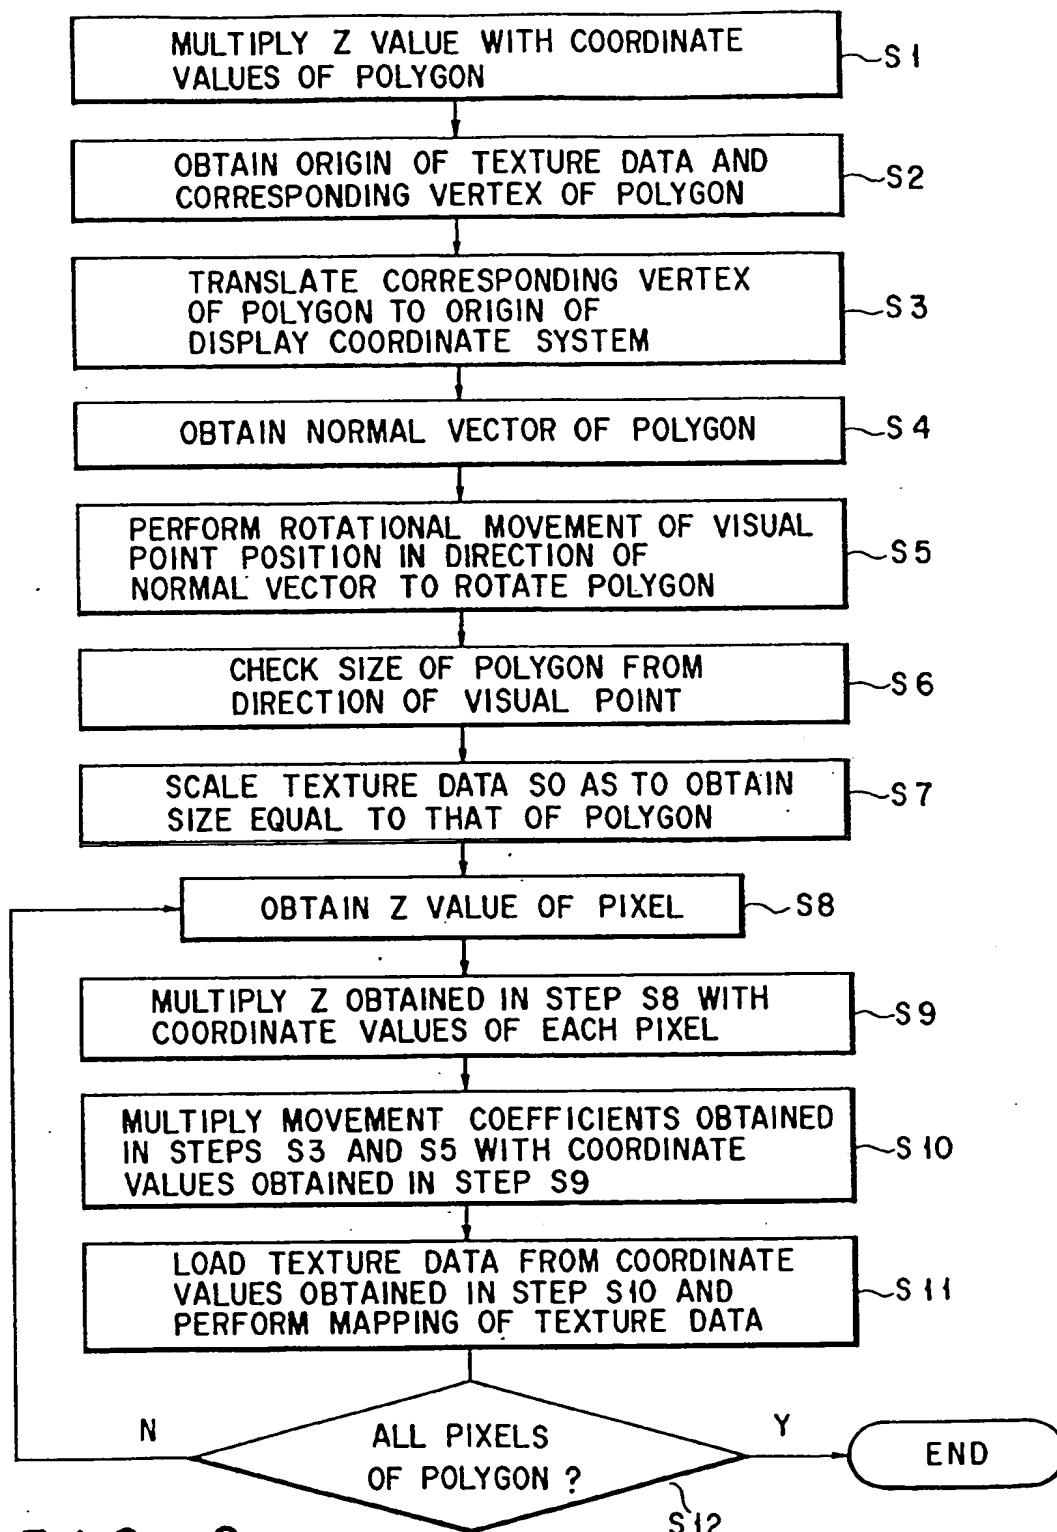 MULTIPLY Z VALUE WITH COORDINATE
VALUES OF POLYGON
S1
OBTAIN ORIGIN OF TEXTURE DATA AND
CORRESPONDING VERTEX OF POLYGON
S2
TRANSLATE CORRESPONDING VERTEX
OF POLYGON TO ORIGIN OF
DISPLAY COORDINATE SYSTEM
S3
OBTAIN NORMAL VECTOR OF POLYGON
S4
PERFORM ROTATIONAL MOVEMENT OF VISUAL
POINT POSITION IN DIRECTION OF
NORMAL VECTOR TO ROTATE POLYGON
S5
CHECK SIZE OF POLYGON FROM
DIRECTION OF VISUAL POINT
S6
SCALE TEXTURE DATA SO AS TO OBTAIN
SIZE EQUAL TO THAT OF POLYGON
S7
OBTAIN Z VALUE OF PIXEL
S8
MULTIPLY Z OBTAINED IN STEP S8 WITH
COORDINATE VALUES OF EACH PIXEL
S9
MULTIPLY MOVEMENT COEFFICIENTS OBTAINED
IN STEPS S3 AND S5 WITH COORDINATE
VALUES OBTAINED IN STEP S9
S10
LOAD TEXTURE DATA FROM COORDINATE
VALUES OBTAINED IN STEP S10 AND
PERFORM MAPPING OF TEXTURE DATA
S11
N
ALL PIXELS
OF POLYGON ?
Y
END
S12